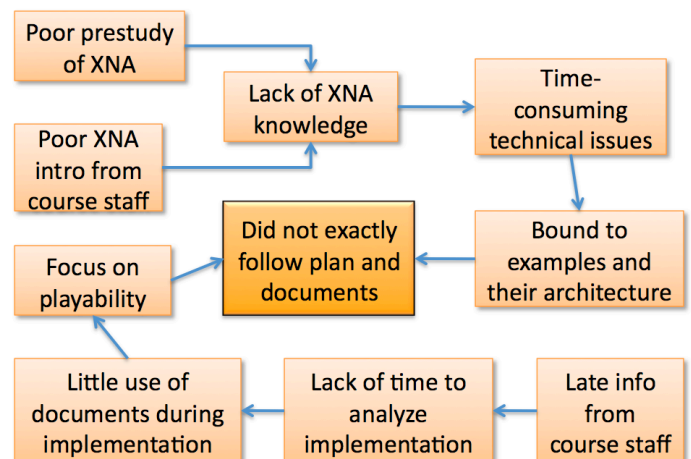 Poor prestudy
of XNA
Lack of XNA
knowledge
Time-
consuming
technical issues
Poor XNA
intro from
course staff
Did not exactly
follow plan and
documents
Bound to
examples and
their architecture
Focus on
playability
Little use of
documents during
implementation
Lack of time to
analyze
implementation
Late info
from
course staff